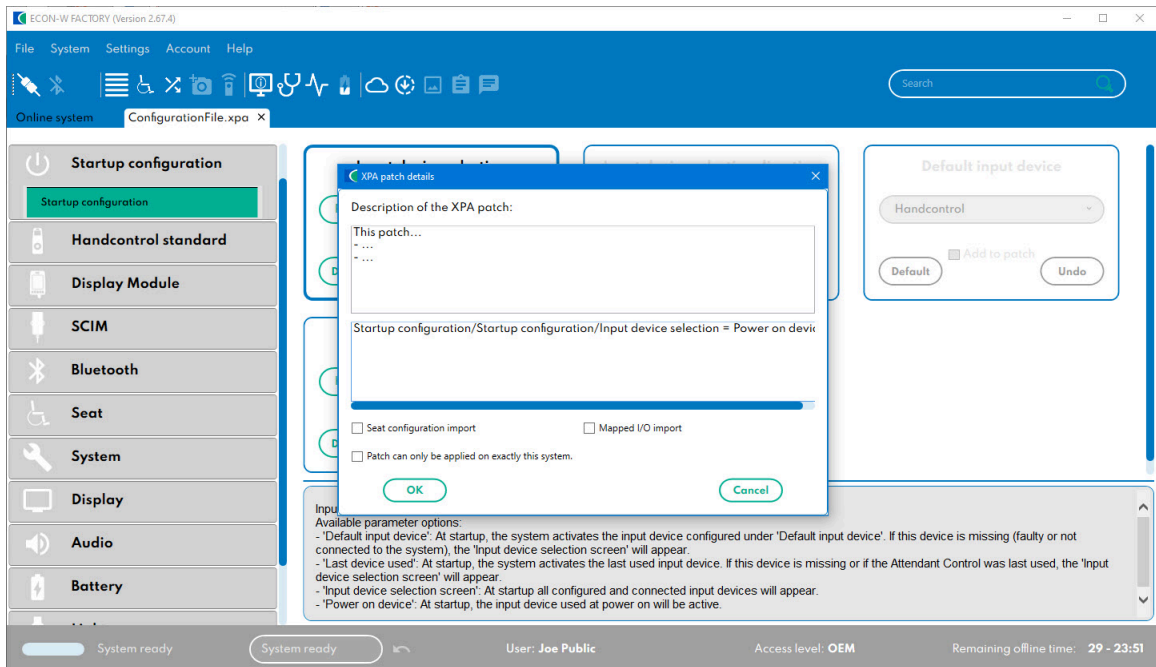 ECON-W FACTORY (Version 2.67.4)
File System Settings Account Help
Search
Online system
ConfigurationFile.xpa
Startup configuration
Startup configuration
Handcontrol standard
Display Module
SCIM
Bluetooth
Seat
System
Display
Audio
Battery
Default input device
Handcontrol
Add to patch
Default
Undo
XPA patch details
Description of the XPA patch:
This patch...
- ...
- ...
Startup configuration/Startup configuration/Input device selection = Power on devic
Seat configuration import
Mapped I/O import
Patch can only be applied on exactly this system.
OK
Cancel
Available parameter options:
- 'Default input device': At startup, the system activates the input device configured under 'Default input device'. If this device is missing (faulty or not
connected to the system), the 'Input device selection screen' will appear.
- 'Last device used': At startup, the system activates the last used input device. If this device is missing or if the Attendant Control was last used, the 'Input
device selection screen' will appear.
- 'Input device selection screen': At startup all configured and connected input devices will appear.
- 'Power on device': At startup, the input device used at power on will be active.
System ready
System ready
User: Joe Public
Access level: OEM
Remaining offline time: 29 - 23:51